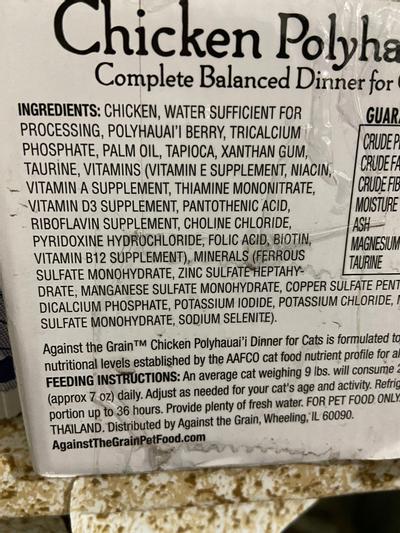 Chicken Polyha
Complete Balanced Dinner for
INGREDIENTS: CHICKEN, WATER SUFFICIENT FOR
PROCESSING, POLYHAUAI'I BERRY, TRICALCIUM
PHOSPHATE, PALM OIL, TAPIOCA, XANTHAN GUM,
TAURINE, VITAMINS (VITAMIN E SUPPLEMENT, NIACIN,
VITAMIN A SUPPLEMENT, THIAMINE MONONITRATE,
VITAMIN D3 SUPPLEMENT, PANTOTHENIC ACID,
RIBOFLAVIN SUPPLEMENT, CHOLINE CHLORIDE,
PYRIDOXINE HYDROCHLORIDE, FOLIC ACID, BIOTIN,
VITAMIN B12 SUPPLEMENT), MINERALS (FERROUS
SULFATE MONOHYDRATE, ZINC SULFATE HEPTAHY-
DRATE, MANGANESE SULFATE MONOHYDRATE, COPPER SULFATE PENT
DICALCIUM PHOSPHATE, POTASSIUM IODIDE, POTASSIUM CHLORIDE,
SULFATE MONOHYDRATE, SODIUM SELENITE).
GUAR
CRUDE P
CRUDE FA
CRUDE FIB
MOISTURE
ASH
MAGNESIUM
TAURINE
Against the Grain™ Chicken Polyhauai'i Dinner for Cats is formulated to
nutritional levels established by the AAFCO cat food nutrient profile for al
FEEDING INSTRUCTIONS: An average cat weighing 9 lbs. will consume 2
(approx 7 oz) daily. Adjust as needed for your cat's age and activity. Refrig
portion up to 36 hours. Provide plenty of fresh water. FOR PET FOOD ONLY
THAILAND. Distributed by Against the Grain, Wheeling, IL 60090.
AgainstTheGrainPetFood.com